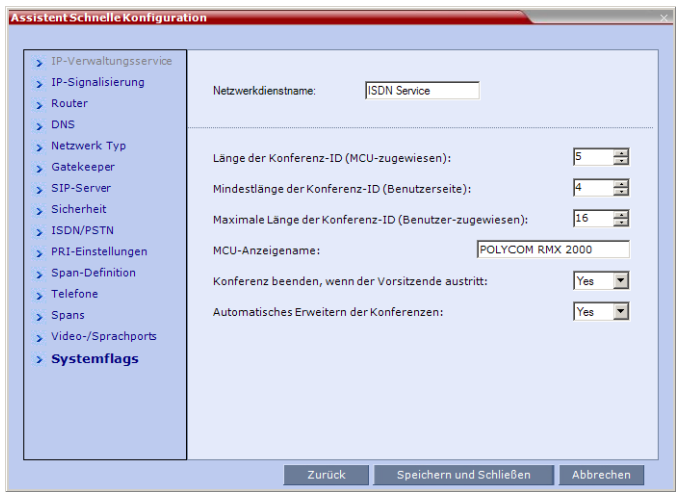 Assistent Schnelle Konfiguration
IP-Verwaltungsservice
IP-Signalisierung
Router
DNS
Netzwerk Typ
Gatekeeper
SIP-Server
Sicherheit
ISDN/PSTN
PRI-Einstellungen
Span-Definition
Telefone
Spans
Video-/Sprachports
Systemflags
Netzwerkdienstname: ISDN Service
Länge der Konferenz-ID (MCU-zugewiesen): 5
Mindestlänge der Konferenz-ID (Benutzerseite): 4
Maximale Länge der Konferenz-ID (Benutzer-zugewiesen): 16
MCU-Anzeigename: POLYCOM RMX 2000
Konferenz beenden, wenn der Vorsitzende austritt: Yes
Automatisches Erweitern der Konferenzen: Yes
Zurück Speichern und Schließen Abbrechen